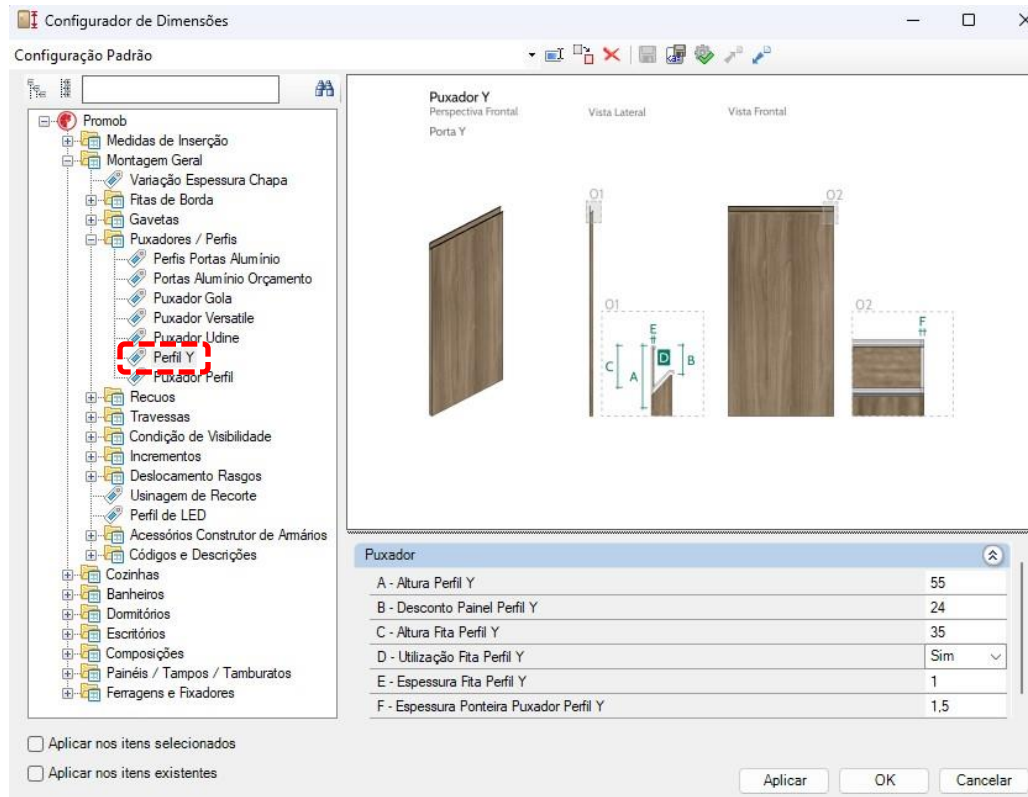 Configurador de Dimensões
Configuração Padrão
Promob
Medidas de Inserção
Montagem Geral
Variação Espessura Chapa
Fitas de Borda
Gavetas
Puxadores / Perfis
Perfis Portas Alumínio
Portas Alumínio Orçamento
Puxador Gola
Puxador Versatile
Puxador Udine
Perfil Y
Puxador Perfil
Recuos
Travessas
Condição de Visibilidade
Incrementos
Deslocamento Rasgos
Usinagem de Recorte
Perfil de LED
Acessórios Construtor de Armários
Códigos e Descrições
Cozinhas
Banheiros
Dormitórios
Escritórios
Composições
Painéis / Tampos / Tamburatos
Ferragens e Fixadores
Puxador Y
Perspectiva Frontal Vista Lateral Vista Frontal
Porta Y
01 02
01 02
E F
D
C B
A
Puxador
A - Altura Perfil Y 55
B - Desconto Painel Perfil Y 24
C - Altura Fita Perfil Y 35
D - Utilização Fita Perfil Y Sim
E - Espessura Fita Perfil Y 1
F - Espessura Ponteira Puxador Perfil Y 1,5
Aplicar nos itens selecionados
Aplicar nos itens existentes
Aplicar OK Cancelar